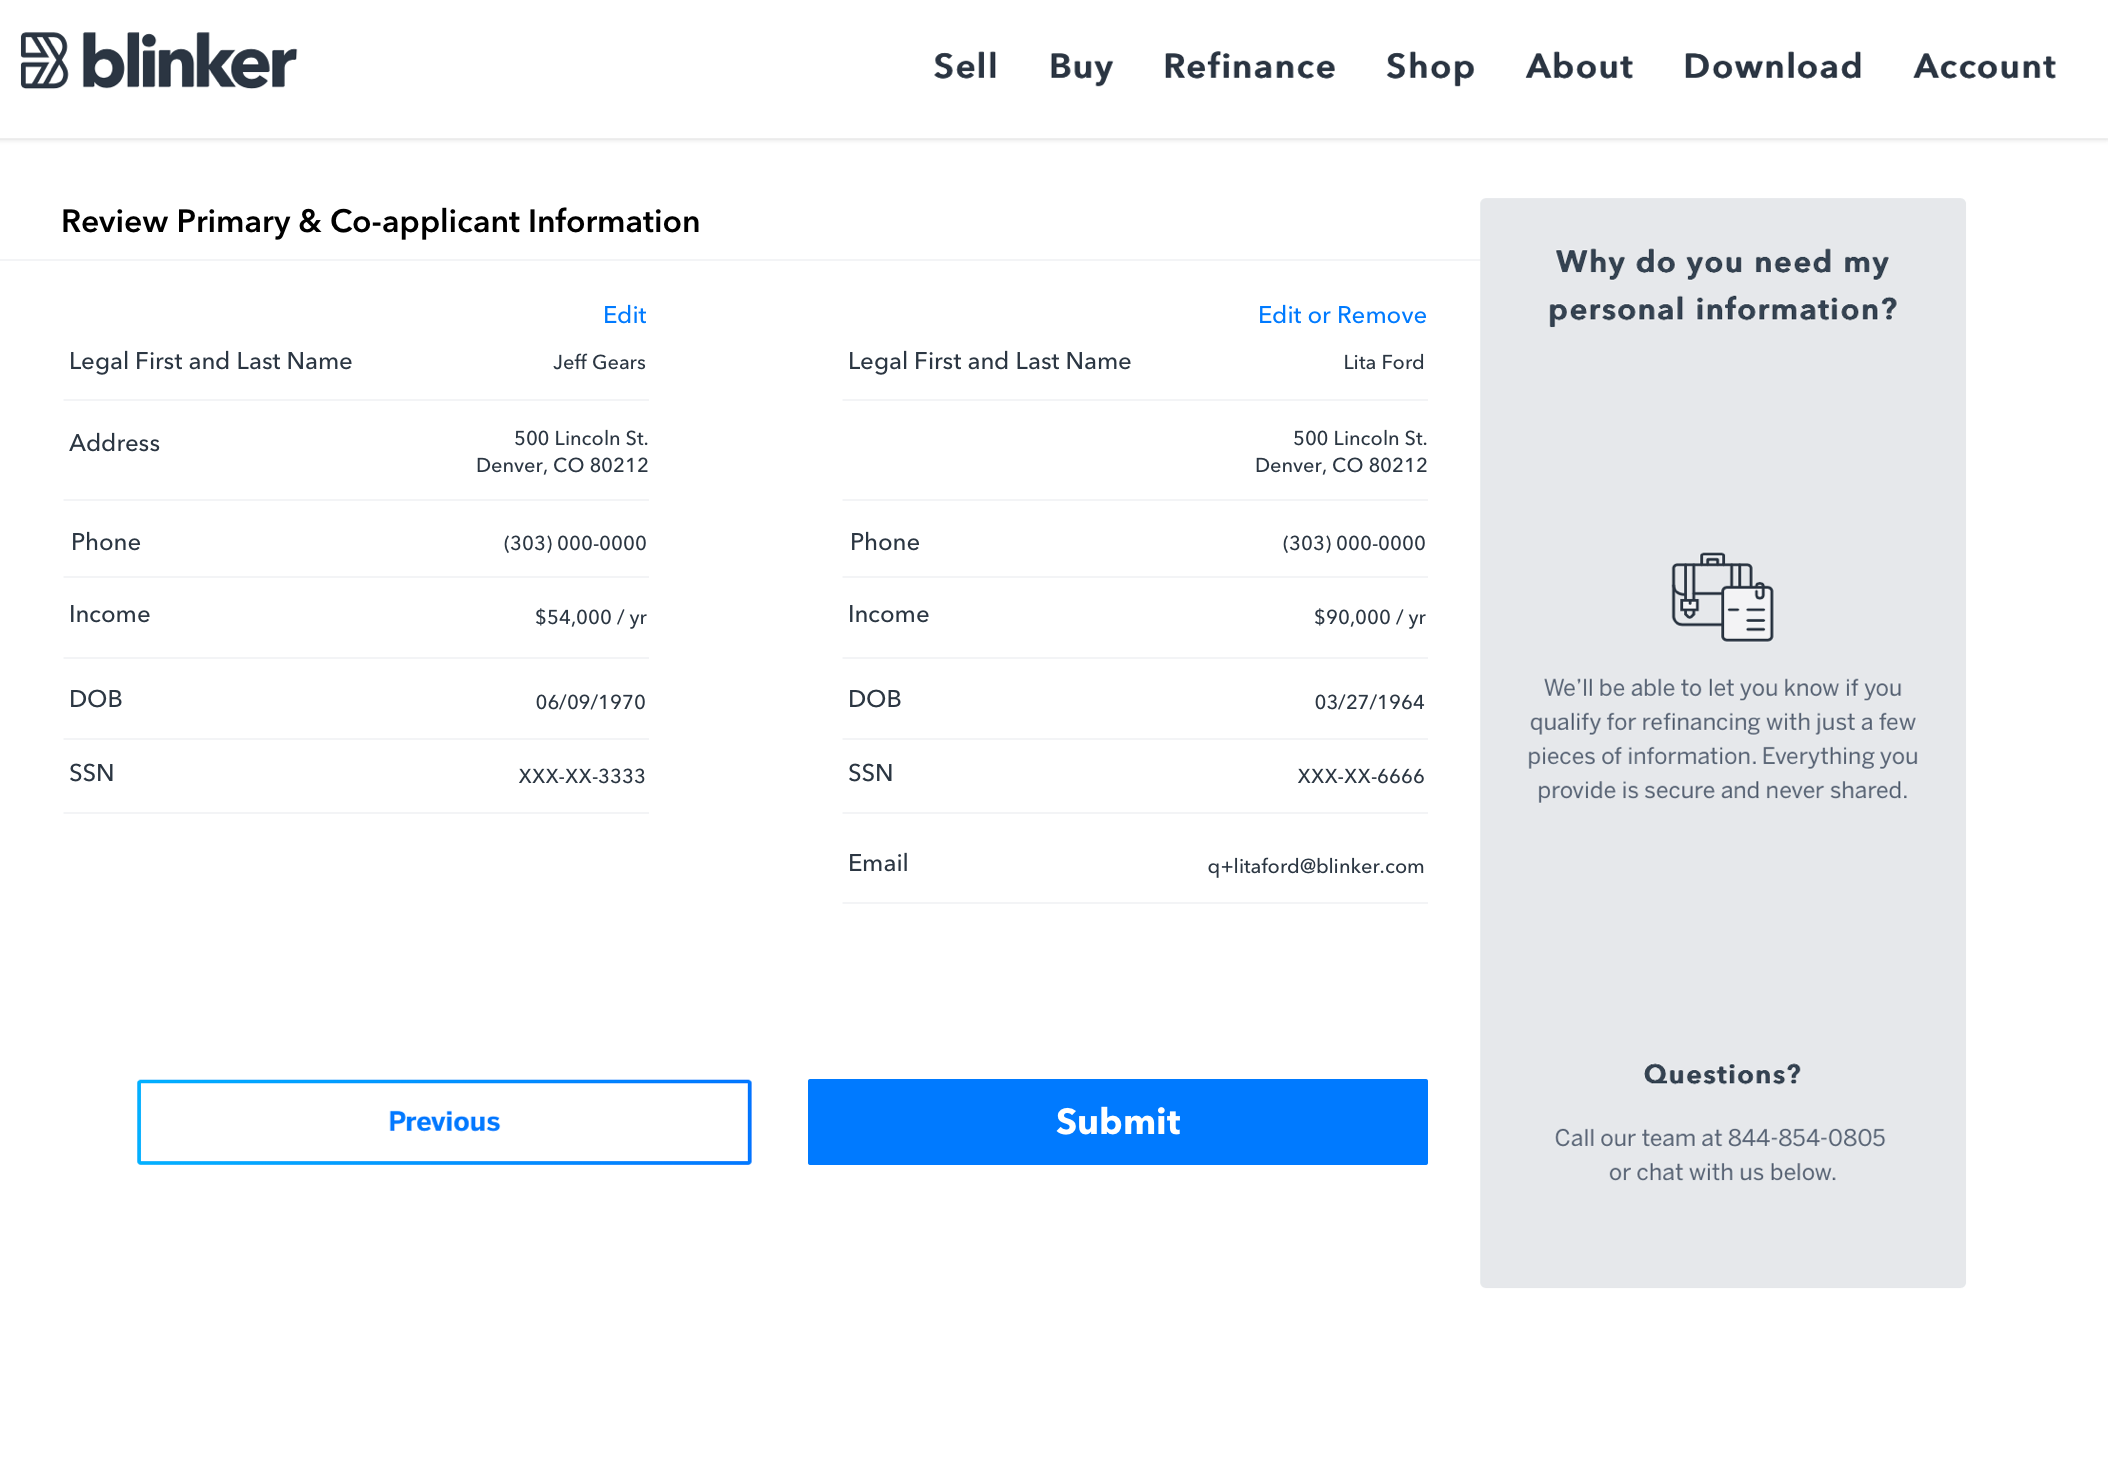 blinker
Sell Buy Refinance Shop About Download Account
Review Primary & Co-applicant Information
Edit
Legal First and Last Name Jeff Gears
Address 500 Lincoln St.
Denver, CO 80212
Phone (303) 000-0000
Income $54,000 / yr
DOB 06/09/1970
SSN XXX-XX-3333
Edit or Remove
Legal First and Last Name Lita Ford
500 Lincoln St.
Denver, CO 80212
Phone (303) 000-0000
Income $90,000 / yr
DOB 03/27/1964
SSN XXX-XX-6666
Email q+litaford@blinker.com
Previous
Submit
Why do you need my
personal information?
We'll be able to let you know if you
qualify for refinancing with just a few
pieces of information. Everything you
provide is secure and never shared.
Questions?
Call our team at 844-854-0805
or chat with us below.